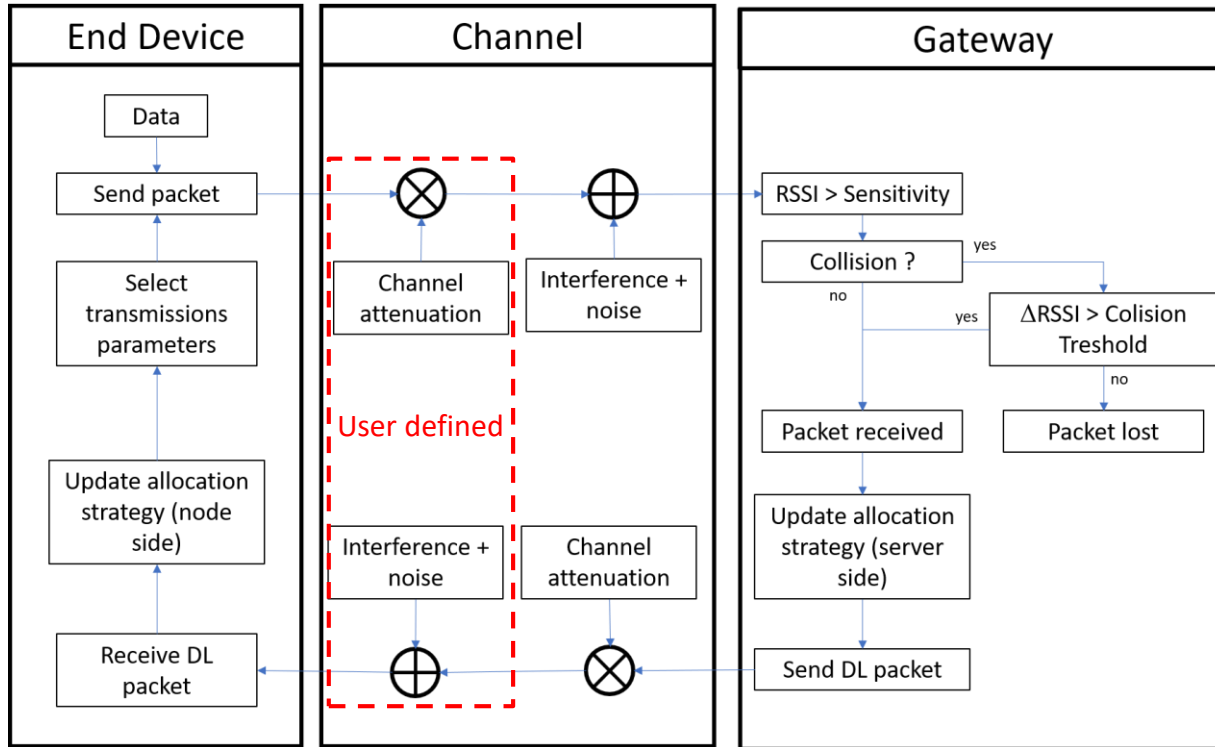 End Device
Data
Send packet
Select
transmissions
parameters
Update allocation
strategy (node
side)
Receive DL
packet
Channel
Channel
attenuation
Interference +
noise
User defined
Interference +
noise
Channel
attenuation
Gateway
RSSI > Sensitivity
Collision ?
yes
no
yes
ΔRSSI > Colision
Treshold
no
Packet received
Packet lost
Update allocation
strategy (server
side)
Send DL packet